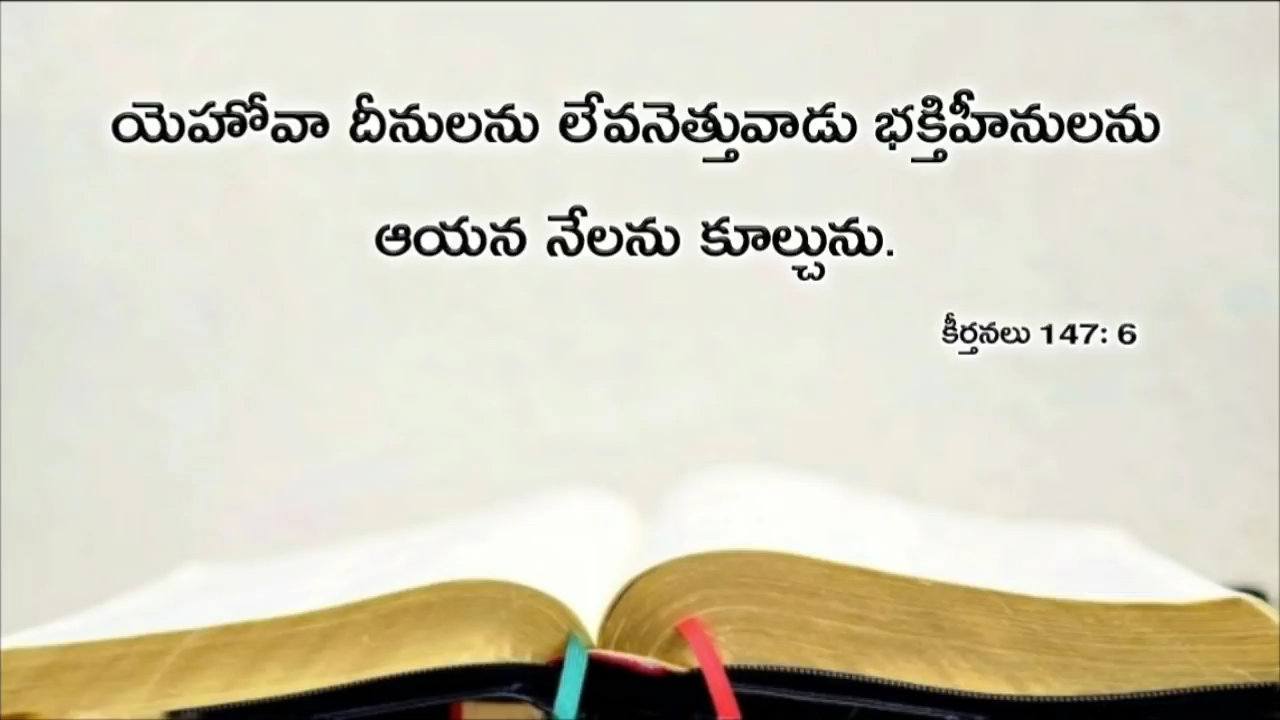 యెహోవా దీనులను లేవనెత్తువాడు భక్తిహీనులను
ఆయన నేలను కూల్చును.
కీర్తనలు 147: 6